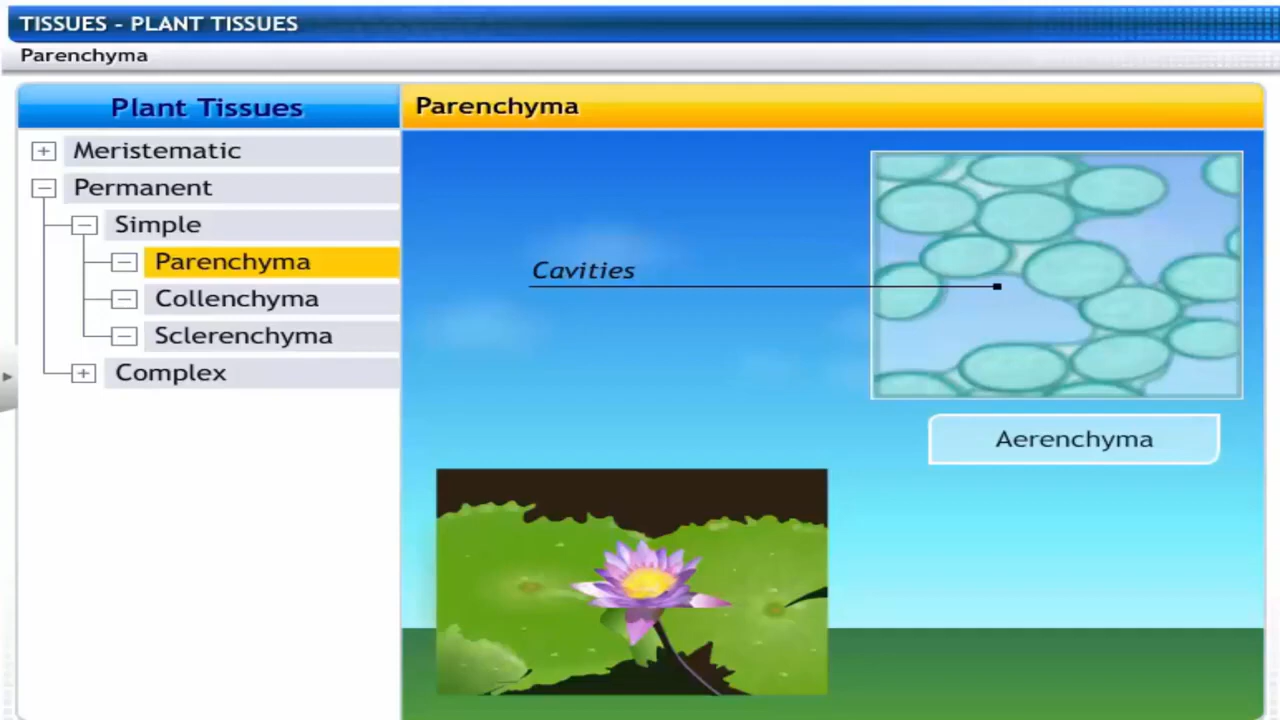 TISSUES - PLANT TISSUES
Parenchyma
Plant Tissues
Meristematic
Permanent
Simple
Parenchyma
Collenchyma
Sclerenchyma
Complex
Parenchyma
Cavities
Aerenchyma